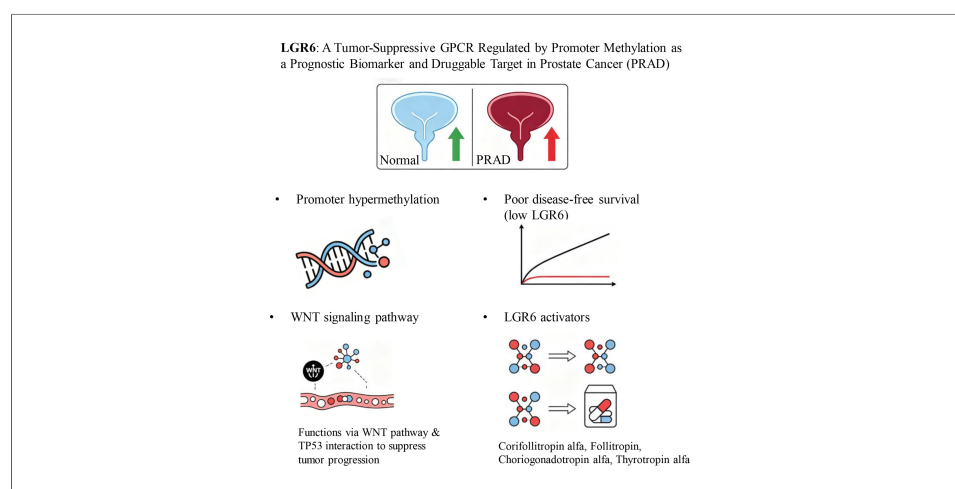 LGR6: A Tumor-Suppressive GPCR Regulated by Promoter Methylation as
a Prognostic Biomarker and Druggable Target in Prostate Cancer (PRAD)
Normal
PRAD
• Promoter hypermethylation
• Poor disease-free survival
(low LGR6)
• WNT signaling pathway
• LGR6 activators
WNT
Functions via WNT pathway &
TP53 interaction to suppress
tumor progression
Corifollitropin alfa, Follitropin,
Choriogonadotropin alfa, Thyrotropin alfa